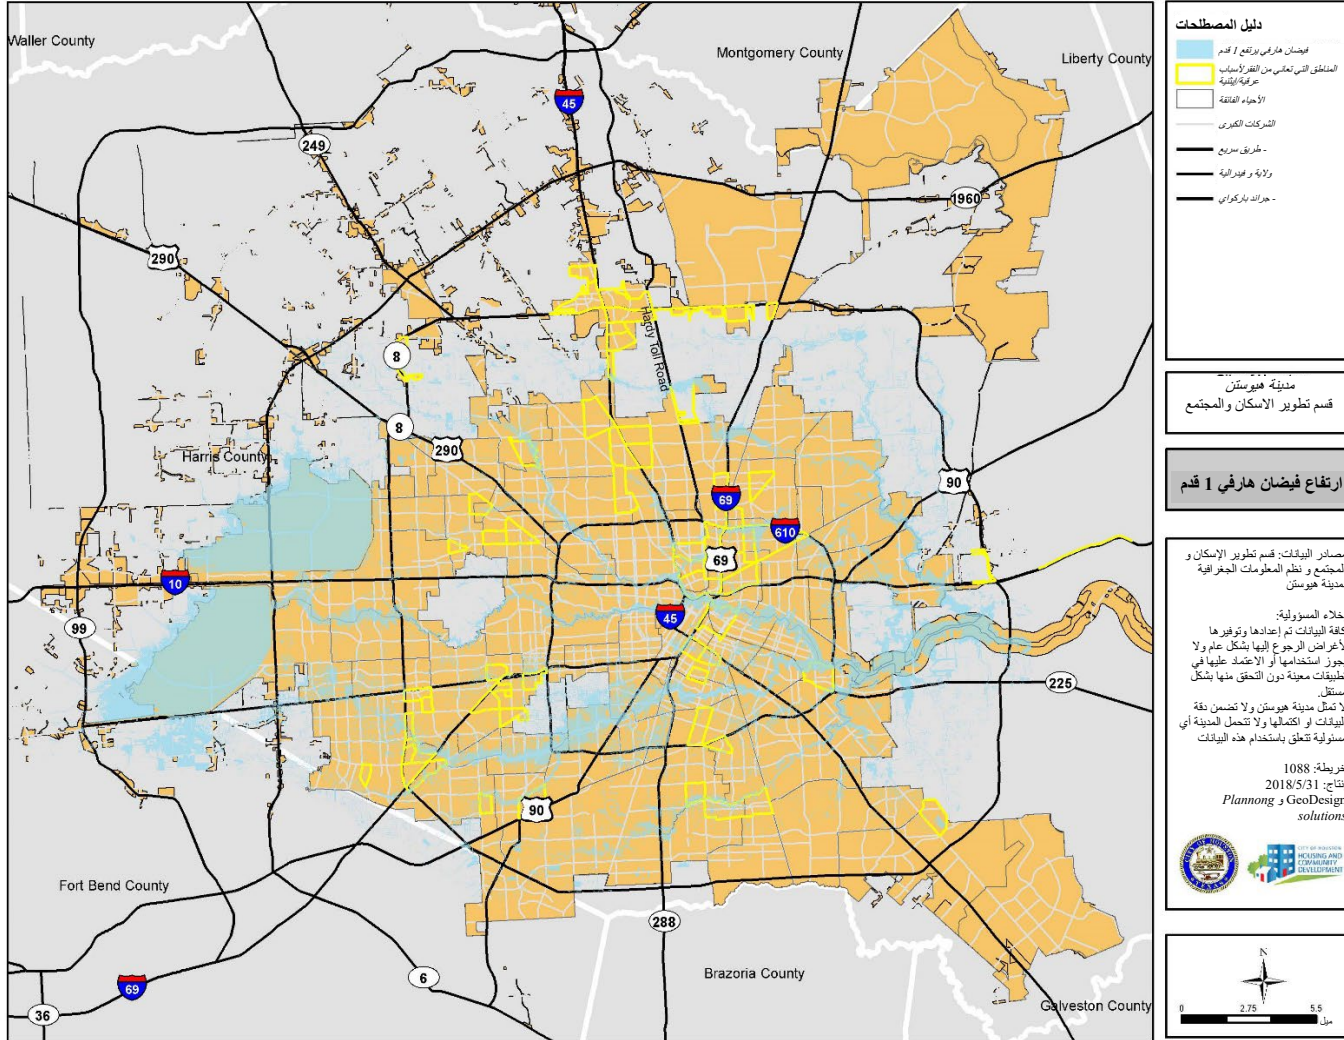 Waller County
Montgomery County
Liberty County
45
249
1960
290
Hardy Toll Road
8
8
290
Harris County
90
69
610
69
10
45
99
225
90
Fort Bend County
288
6
Brazoria County
69
36
Galveston County
دليل المصطلحات
فيضان هارفي يرتفع 1 قدم
المناطق التي تعاني من الفقر لأسباب
عرقية/إثنية
الأحياء الفائقة
الشركات الكبرى
- طريق سريع
ولاية و فيدرالية
- جراند باركواي
مدينة هيوستن
قسم تطوير الاسكان والمجتمع
ارتفاع فيضان هارفي 1 قدم
مصادر البيانات: قسم تطوير الإسكان و
المجتمع و نظم المعلومات الجغرافية
لمدينة هيوستن
خلاء المسؤولية:
كافة البيانات تم إعدادها وتوفيرها
لأغراض الرجوع إليها بشكل عام ولا
يجوز استخدامها أو الاعتماد عليها في
تطبيقات معينة دون التحقق منها بشكل
مستقل.
لا تمثل مدينة هيوستن ولا تضمن دقة
البيانات او اكتمالها ولا تتحمل المدينة أي
مسئولية تتعلق باستخدام هذه البيانات
خريطة: 1088
نتاج: 2018/5/31
GeoDesign و Plannong
solutions
CITY OF HOUSTON
HOUSING AND
COMMUNITY
DEVELOPMENT
N
0 2.75 5.5
ميل